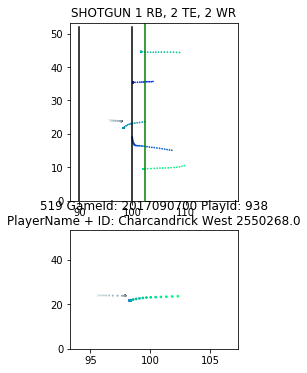 SHOTGUN 1 RB, 2 TE, 2 WR
50
40
30
20
10
0
90 100 110
519 GameId: 2017090700 PlayId: 938
PlayerName + ID: Charcandrick West 2550268.0
40
20
0
95 100 105